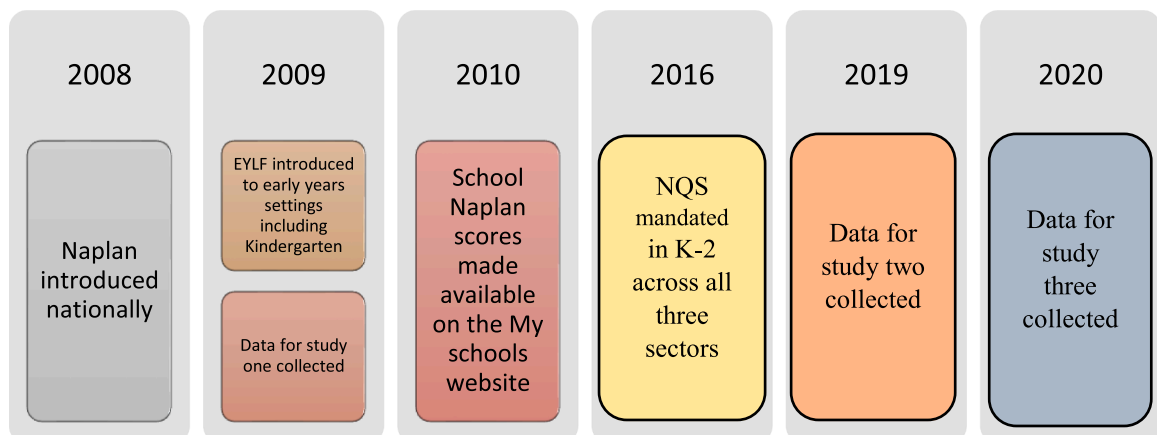 2008
Naplan
introduced
nationally
2009
EYLF introduced
to early years
settings
including
Kindergarten
Data for study
one collected
2010
School
Naplan
scores
made
available
on the My
schools
website
2016
NQS
mandated
in K-2
across all
three
sectors
2019
Data for
study two
collected
2020
Data for
study
three
collected